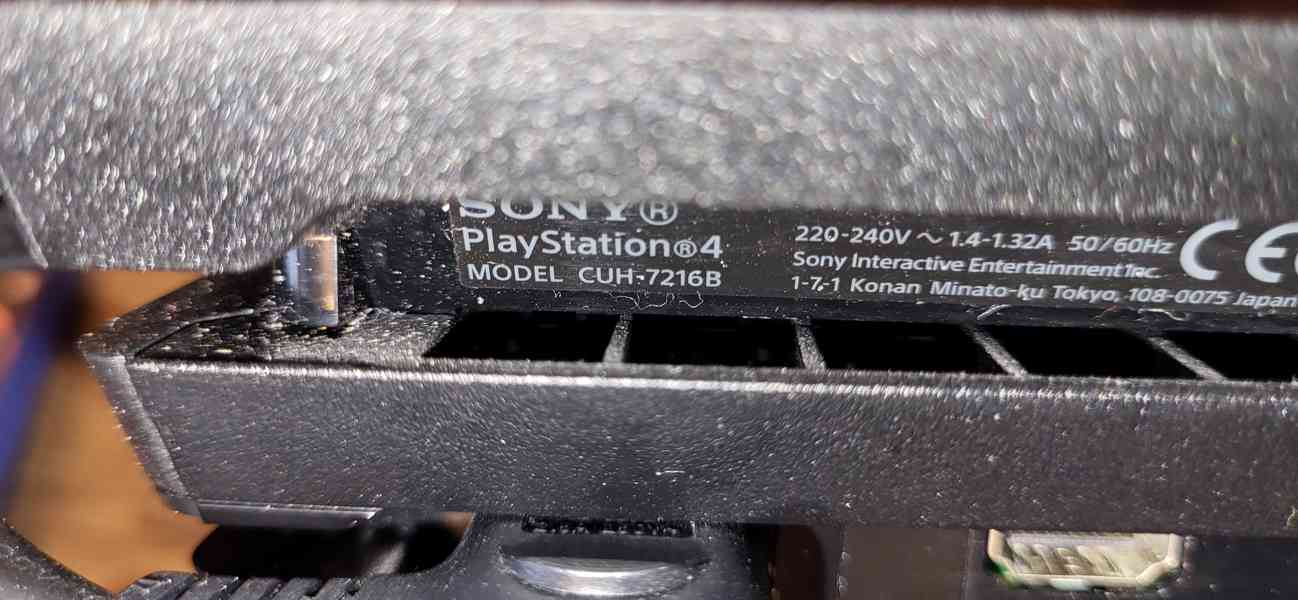 SONY®
PlayStation®4
MODEL CUH-7216B
220-240V ～ 1.4-1.32A 50/60Hz
Sony Interactive Entertainment Inc.
1-7-1 Konan Minato-ku Tokyo, 108-0075 Japan
CE